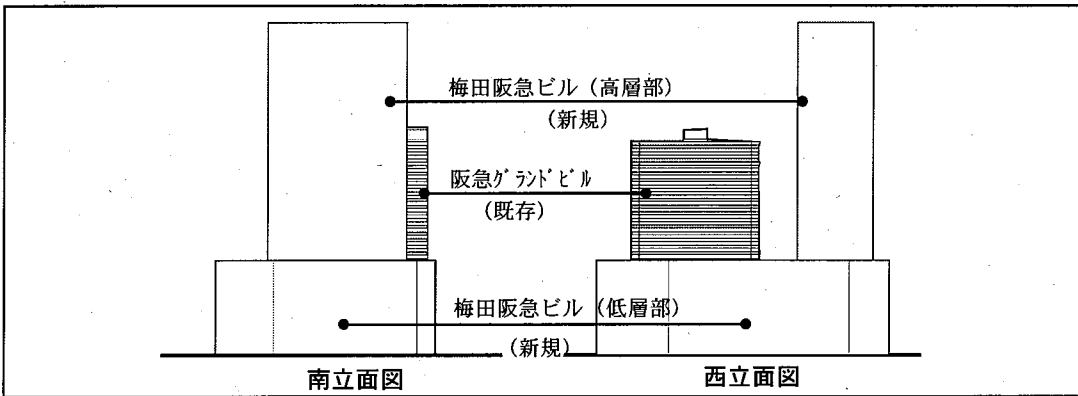 梅田阪急ビル（高層部）
（新規）
阪急ｸﾞﾗﾝﾄﾞﾋﾞﾙ
（既存）
梅田阪急ビル（低層部）
（新規）
南立面図
西立面図